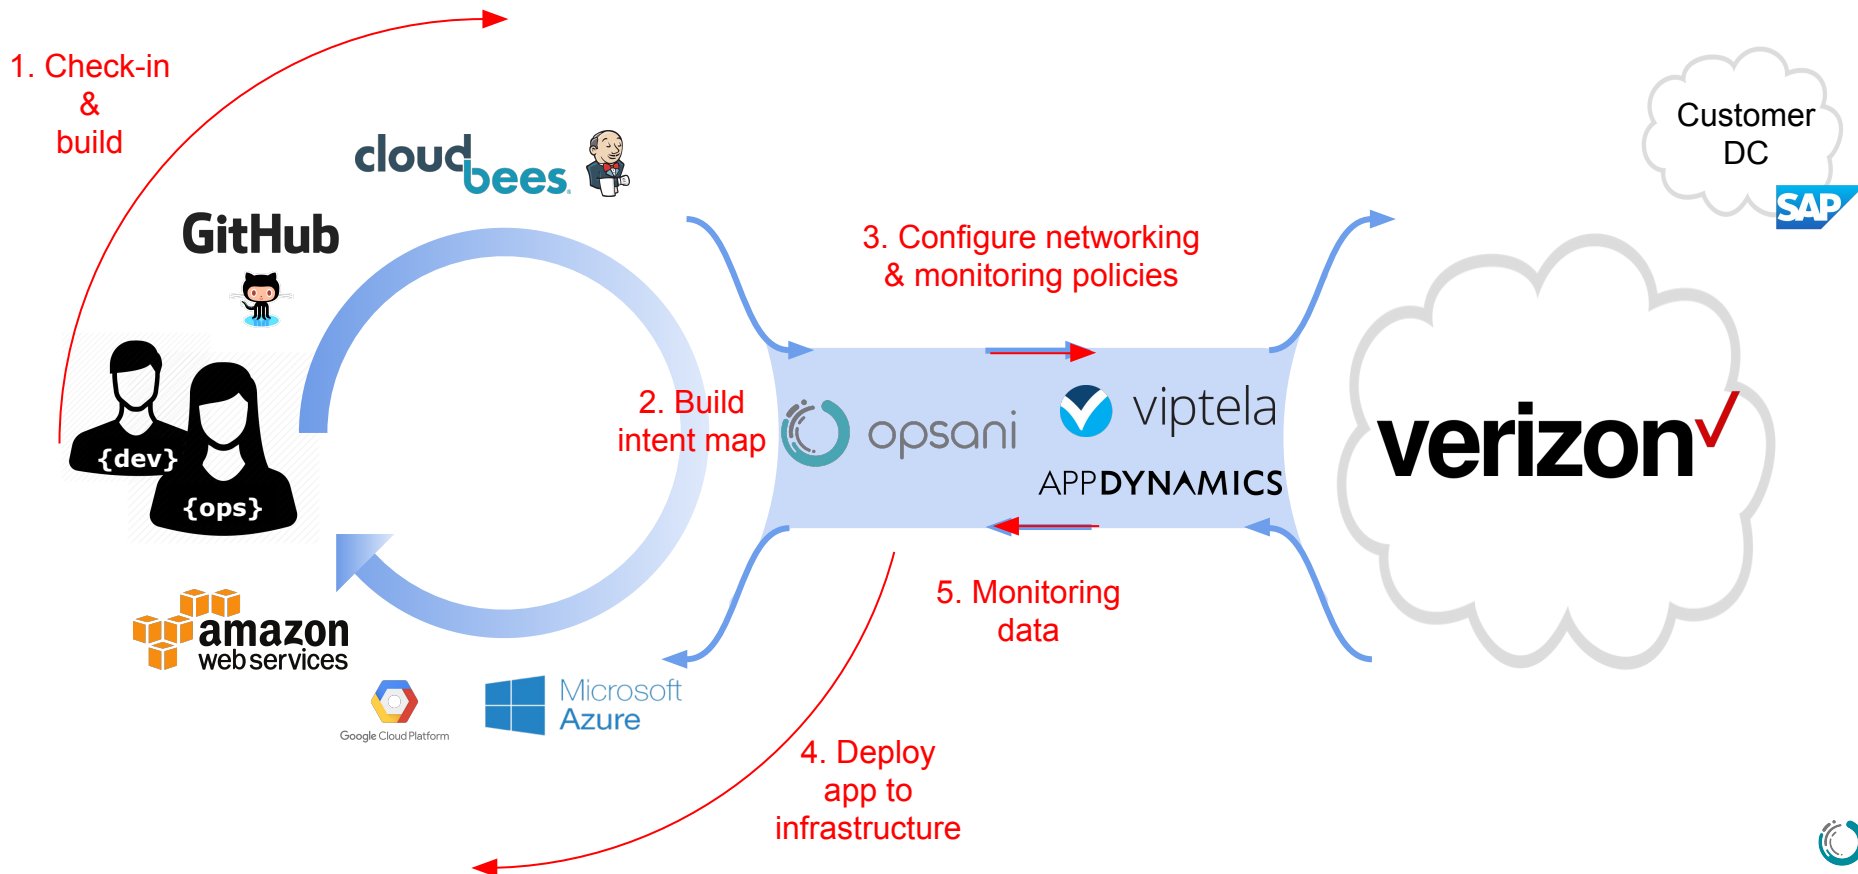 1. Check-in
&
build
cloudbees
GitHub
{dev}
{ops}
amazon
web services
Google Cloud Platform
Microsoft
Azure
2. Build
intent map
opsani
3. Configure networking
& monitoring policies
viptela
APPDYNAMICS
5. Monitoring
data
4. Deploy
app to
infrastructure
Customer
DC
SAP
verizon